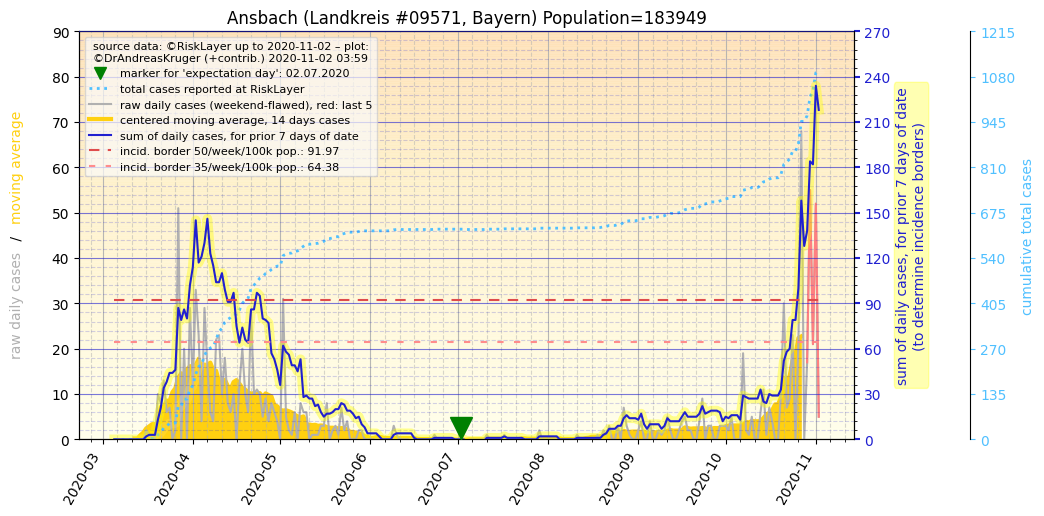 Ansbach (Landkreis #09571, Bayern) Population=183949
source data: ©RiskLayer up to 2020-11-02 – plot:
©DrAndreasKruger (+contrib.) 2020-11-02 03:59
marker for 'expectation day': 02.07.2020
total cases reported at RiskLayer
raw daily cases (weekend-flawed), red: last 5
centered moving average, 14 days cases
sum of daily cases, for prior 7 days of date
incid. border 50/week/100k pop.: 91.97
incid. border 35/week/100k pop.: 64.38
raw daily cases / moving average
90
80
70
60
50
40
30
20
10
0
270
240
210
180
150
120
90
60
30
0
sum of daily cases, for prior 7 days of date
(to determine incidence borders)
1215
1080
945
810
675
540
405
270
135
0
cumulative total cases
2020-03
2020-04
2020-05
2020-06
2020-07
2020-08
2020-09
2020-10
2020-11